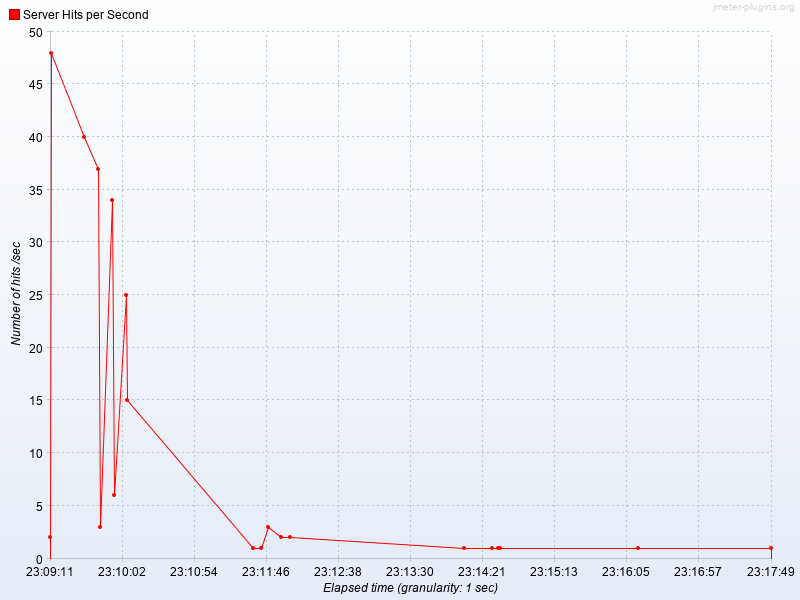 jmeter-plugins.org
Server Hits per Second
50
45
40
35
30
25
20
15
10
5
0
Number of hits /sec
23:09:11 23:10:02 23:10:54 23:11:46 23:12:38 23:13:30 23:14:21 23:15:13 23:16:05 23:16:57 23:17:49
Elapsed time (granularity: 1 sec)